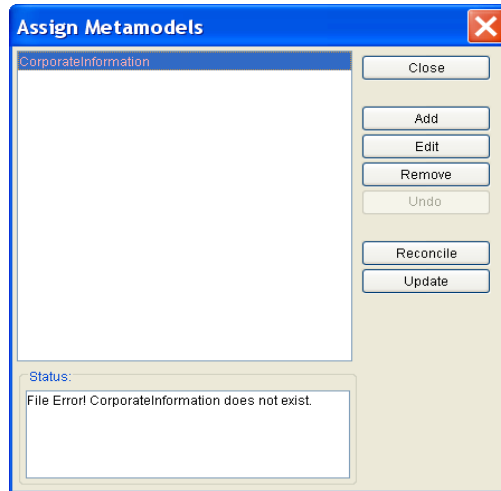 Assign Metamodels
CorporateInformation
Close
Add
Edit
Remove
Undo
Reconcile
Update
Status:
File Error! CorporateInformation does not exist.